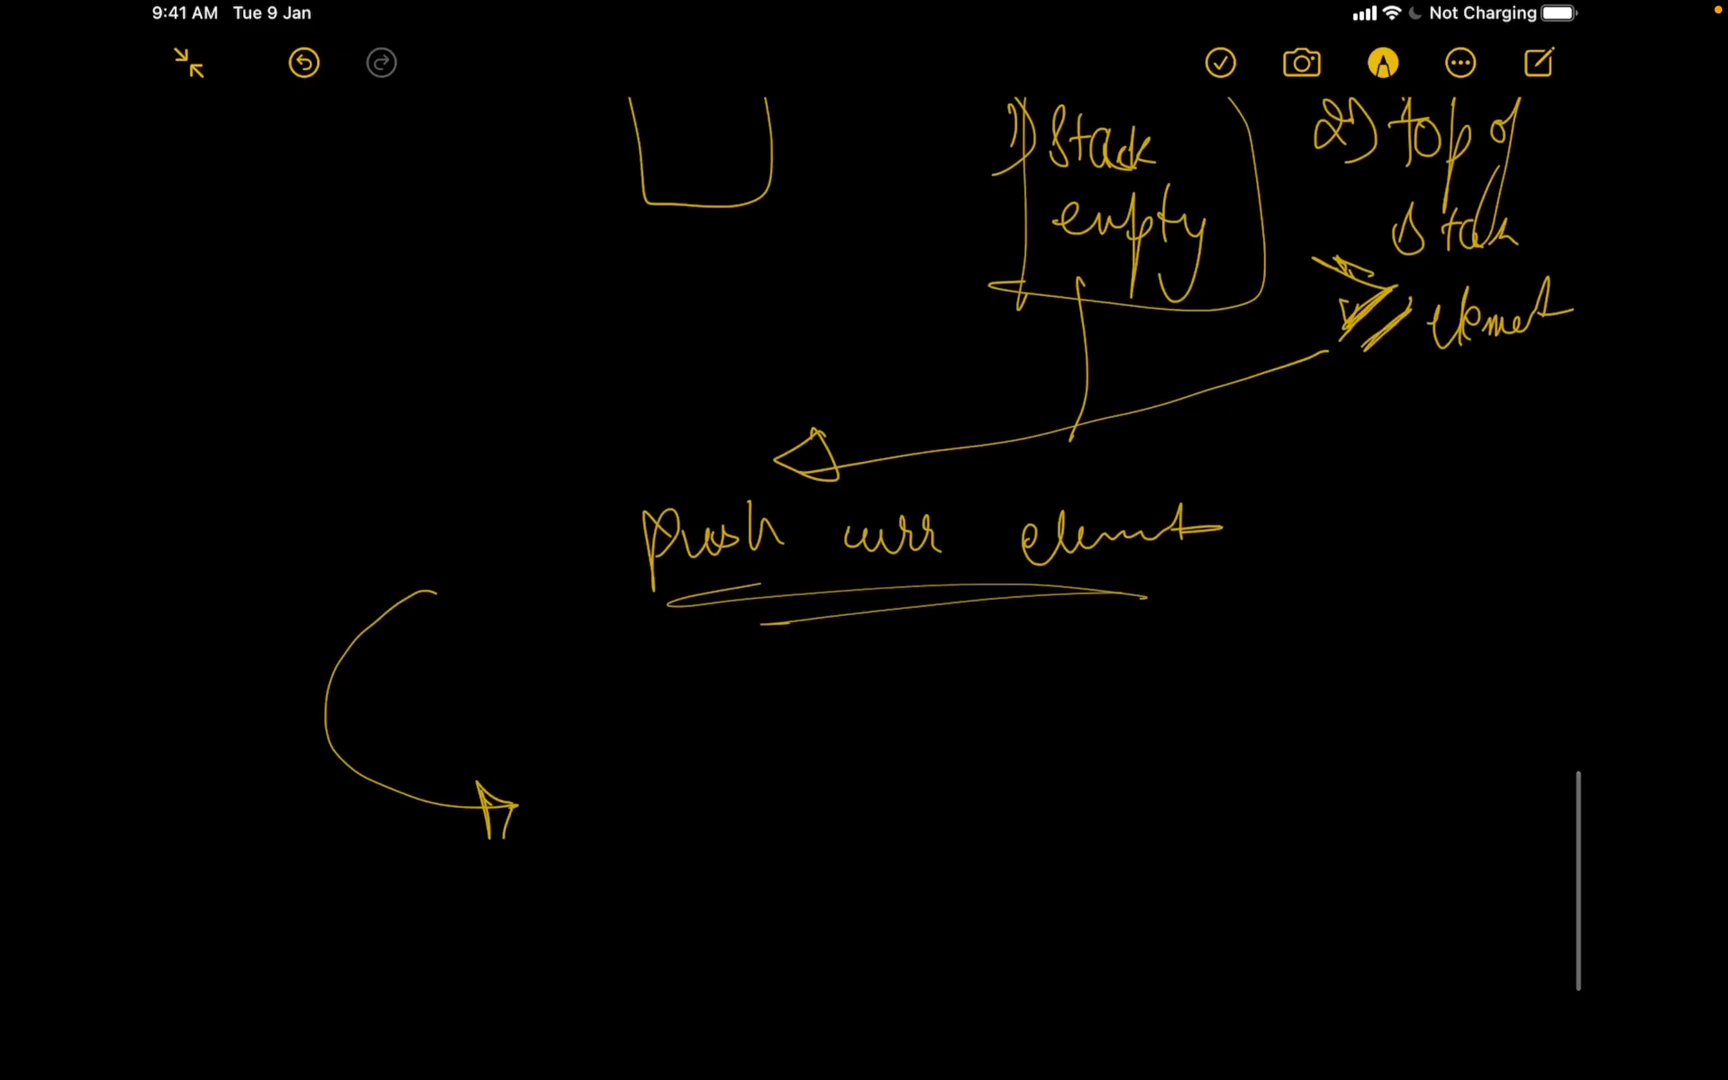 9:41 AM Tue 9 Jan
Not Charging
1) Stack
empty
2) top of
stack
element
push curr element